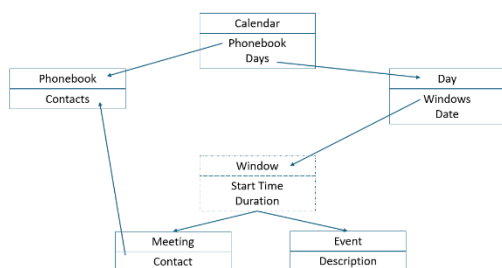 Calendar
Phonebook
Days
Phonebook
Contacts
Day
Windows
Date
Window
Start Time
Duration
Meeting
Contact
Event
Description